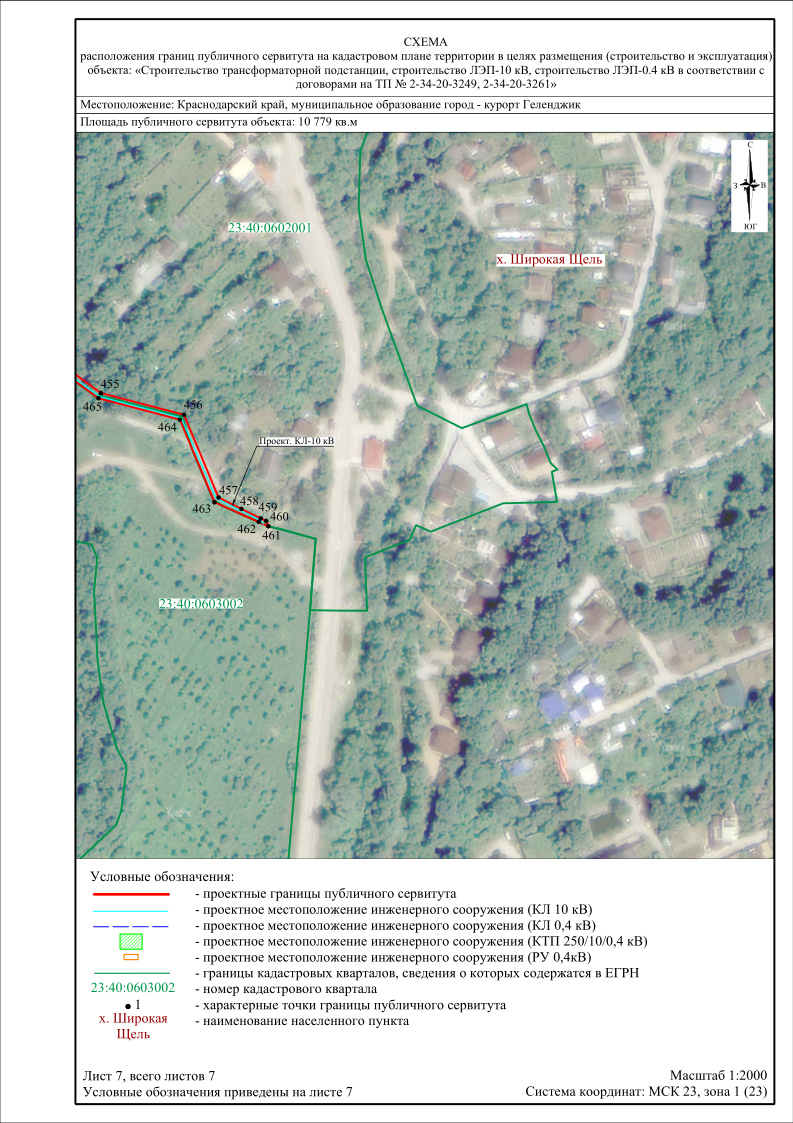 СХЕМА
расположения границ публичного сервитута на кадастровом плане территории в целях размещения (строительство и эксплуатация)
объекта: «Строительство трансформаторной подстанции, строительство ЛЭП-10 кВ, строительство ЛЭП-0.4 кВ в соответствии с
договорами на ТП № 2-34-20-3249, 2-34-20-3261»
Местоположение: Краснодарский край, муниципальное образование город - курорт Геленджик
Площадь публичного сервитута объекта: 10 779 кв.м
С
З
В
ЮГ
23:40:0602001
х. Широкая Щель
455
465
456
464
Проект. КЛ-10 кВ
457
458
459
463
460
462
461
23:40:0603002
Условные обозначения:
- проектные границы публичного сервитута
- проектное местоположение инженерного сооружения (КЛ 10 кВ)
- проектное местоположение инженерного сооружения (КЛ 0,4 кВ)
- проектное местоположение инженерного сооружения (КТП 250/10/0,4 кВ)
- проектное местоположение инженерного сооружения (РУ 0,4кВ)
- границы кадастровых кварталов, сведения о которых содержатся в ЕГРН
23:40:0603002 - номер кадастрового квартала
1 - характерные точки границы публичного сервитута
х. Широкая - наименование населенного пункта
Щель
Лист 7, всего листов 7
Масштаб 1:2000
Условные обозначения приведены на листе 7
Система координат: МСК 23, зона 1 (23)